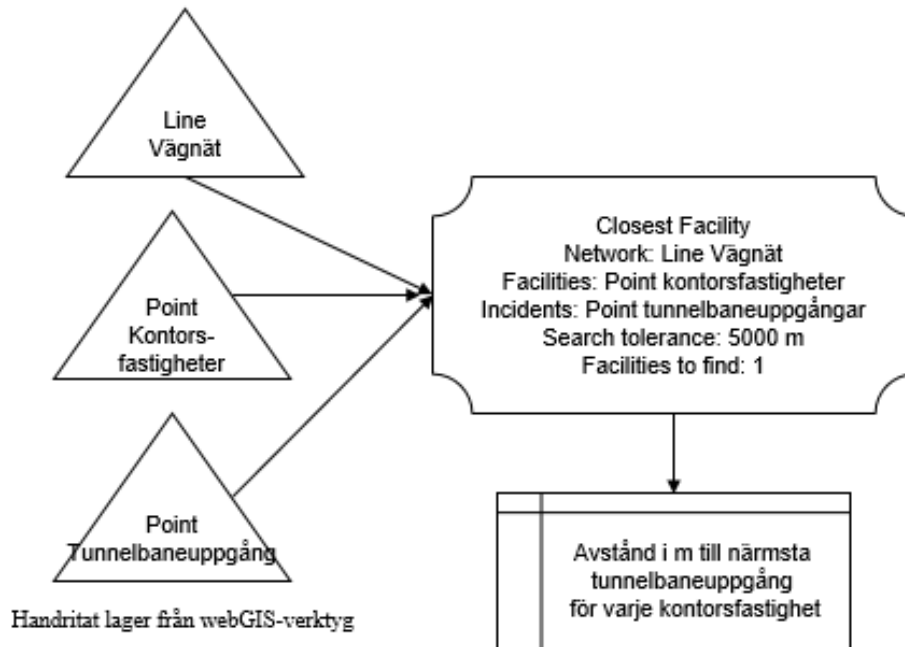 Line
Vägnät
Point
Kontors-
fastigheter
Point
Tunnelbaneuppgång
Handritat lager från webGIS-verktyg
Closest Facility
Network: Line Vägnät
Facilities: Point kontorsfastigheter
Incidents: Point tunnelbaneuppgångar
Search tolerance: 5000 m
Facilities to find: 1
Avstånd i m till närmsta
tunnelbaneuppgång
för varje kontorsfastighet